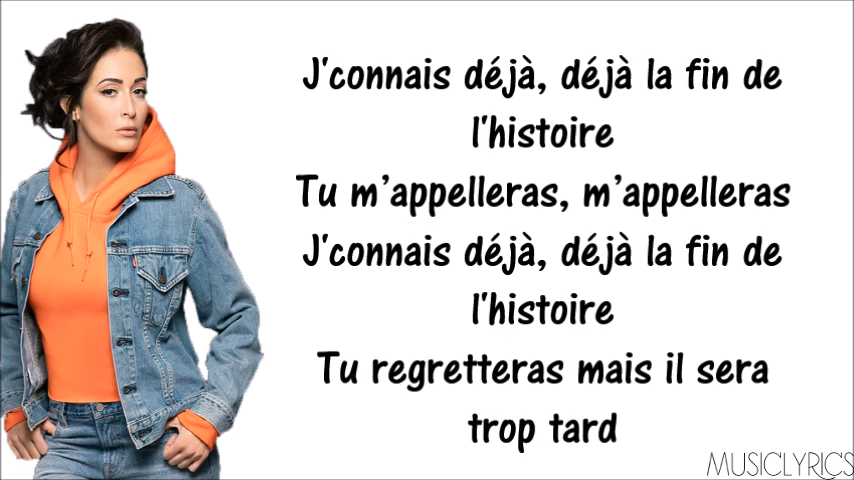 J'connais déjà, déjà la fin de
l'histoire
Tu m’appelleras, m’appelleras
J'connais déjà, déjà la fin de
l'histoire
Tu regretteras mais il sera
trop tard
MUSICLYRICS